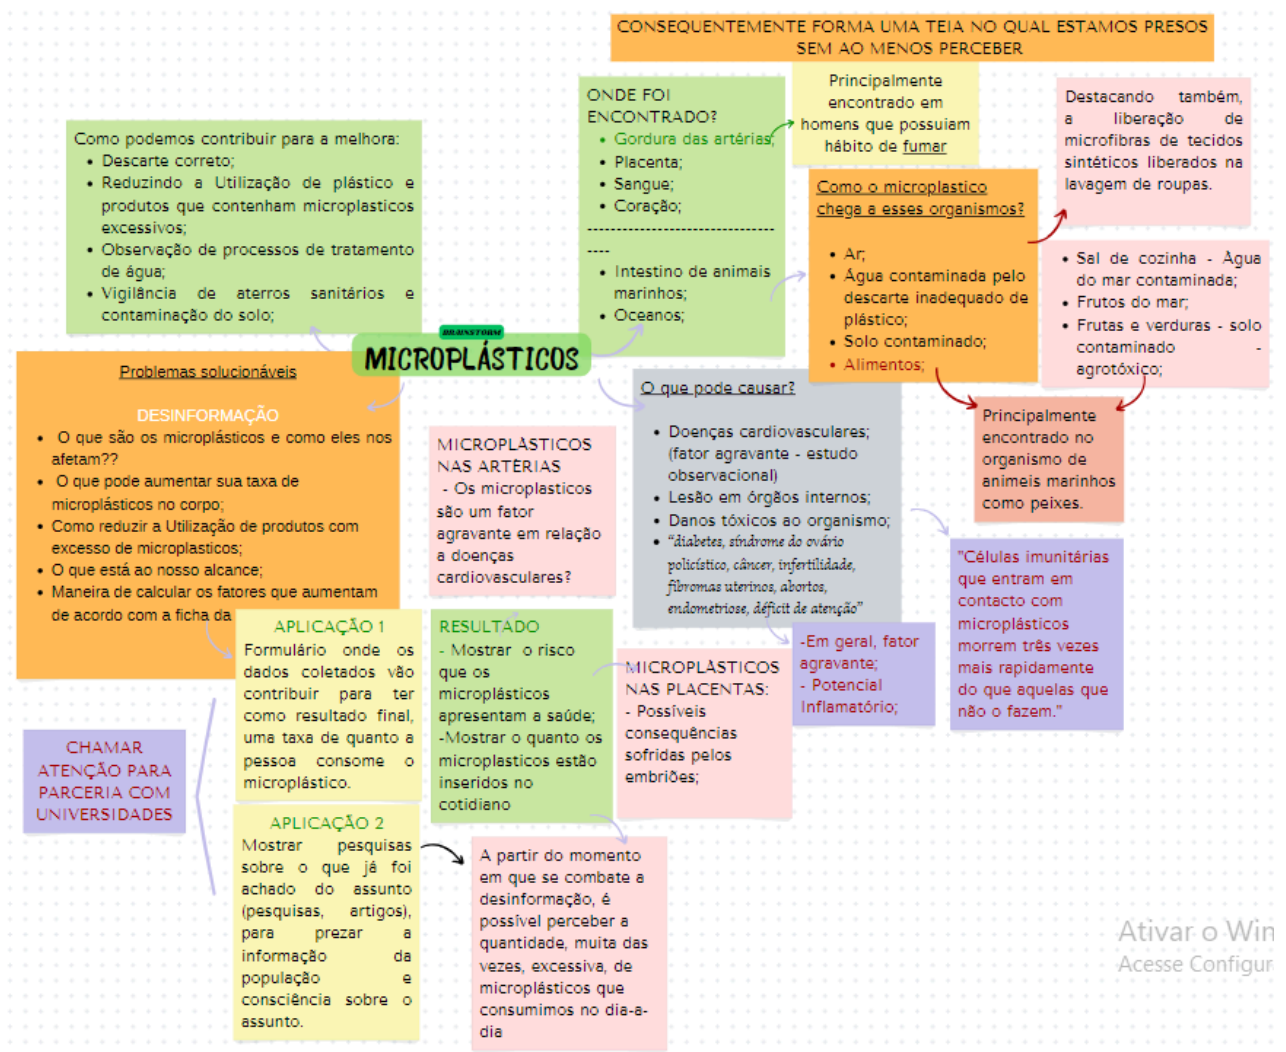 CONSEQUENTEMENTE FORMA UMA TEIA NO QUAL ESTAMOS PRESOS
SEM AO MENOS PERCEBER
Como podemos contribuir para a melhora:
• Descarte correto;
• Reduzindo a Utilização de plástico e
produtos que contenham microplasticos
excessivos;
• Observação de processos de tratamento
de água;
• Vigilância de aterros sanitários e
contaminação do solo;
ONDE FOI
ENCONTRADO?
• Gordura das artérias;
• Placenta;
• Sangue;
• Coração;
--------------------------------
----
• Intestino de animais
marinhos;
• Oceanos;
Principalmente
encontrado em
homens que possuiam
hábito de fumar
Destacando também,
a liberação de
microfibras de tecidos
sintéticos liberados na
lavagem de roupas.
Como o microplastico
chega a esses organismos?
• Ar;
• Água contaminada pelo
descarte inadequado de
plástico;
• Solo contaminado;
• Alimentos;
• Sal de cozinha - Água
do mar contaminada;
• Frutos do mar;
• Frutas e verduras - solo
contaminado -
agrotóxico;
Principalmente
encontrado no
organismo de
animeis marinhos
como peixes.
BRAINSTORM
MICROPLÁSTICOS
Problemas solucionáveis
DESINFORMAÇÃO
• O que são os microplásticos e como eles nos
afetam??
• O que pode aumentar sua taxa de
microplásticos no corpo;
• Como reduzir a Utilização de produtos com
excesso de microplasticos;
• O que está ao nosso alcance;
• Maneira de calcular os fatores que aumentam
de acordo com a ficha da
MICROPLÁSTICOS
NAS ARTÉRIAS
- Os microplasticos
são um fator
agravante em relação
a doenças
cardiovasculares?
O que pode causar?
• Doenças cardiovasculares;
(fator agravante - estudo
observacional)
• Lesão em órgãos internos;
• Danos tóxicos ao organismo;
• "diabetes, síndrome do ovário
policístico, câncer, infertilidade,
fibromas uterinos, abortos,
endometriose, déficit de atenção"
"Células imunitárias
que entram em
contacto com
microplásticos
morrem três vezes
mais rapidamente
do que aquelas que
não o fazem."
-Em geral, fator
agravante;
- Potencial
Inflamatório;
APLICAÇÃO 1
Formulário onde os
dados coletados vão
contribuir para ter
como resultado final,
uma taxa de quanto a
pessoa consome o
microplástico.
RESULTADO
- Mostrar o risco
que os
microplásticos
apresentam a saúde;
-Mostrar o quanto os
microplasticos estão
inseridos no
cotidiano
MICROPLÁSTICOS
NAS PLACENTAS:
- Possíveis
consequências
sofridas pelos
embriões;
CHAMAR
ATENÇÃO PARA
PARCERIA COM
UNIVERSIDADES
APLICAÇÃO 2
Mostrar pesquisas
sobre o que já foi
achado do assunto
(pesquisas, artigos),
para prezar a
informação da
população e
consciência sobre o
assunto.
A partir do momento
em que se combate a
desinformação, é
possível perceber a
quantidade, muita das
vezes, excessiva, de
microplásticos que
consumimos no dia-a-
dia
Ativar o Win
Acesse Configur